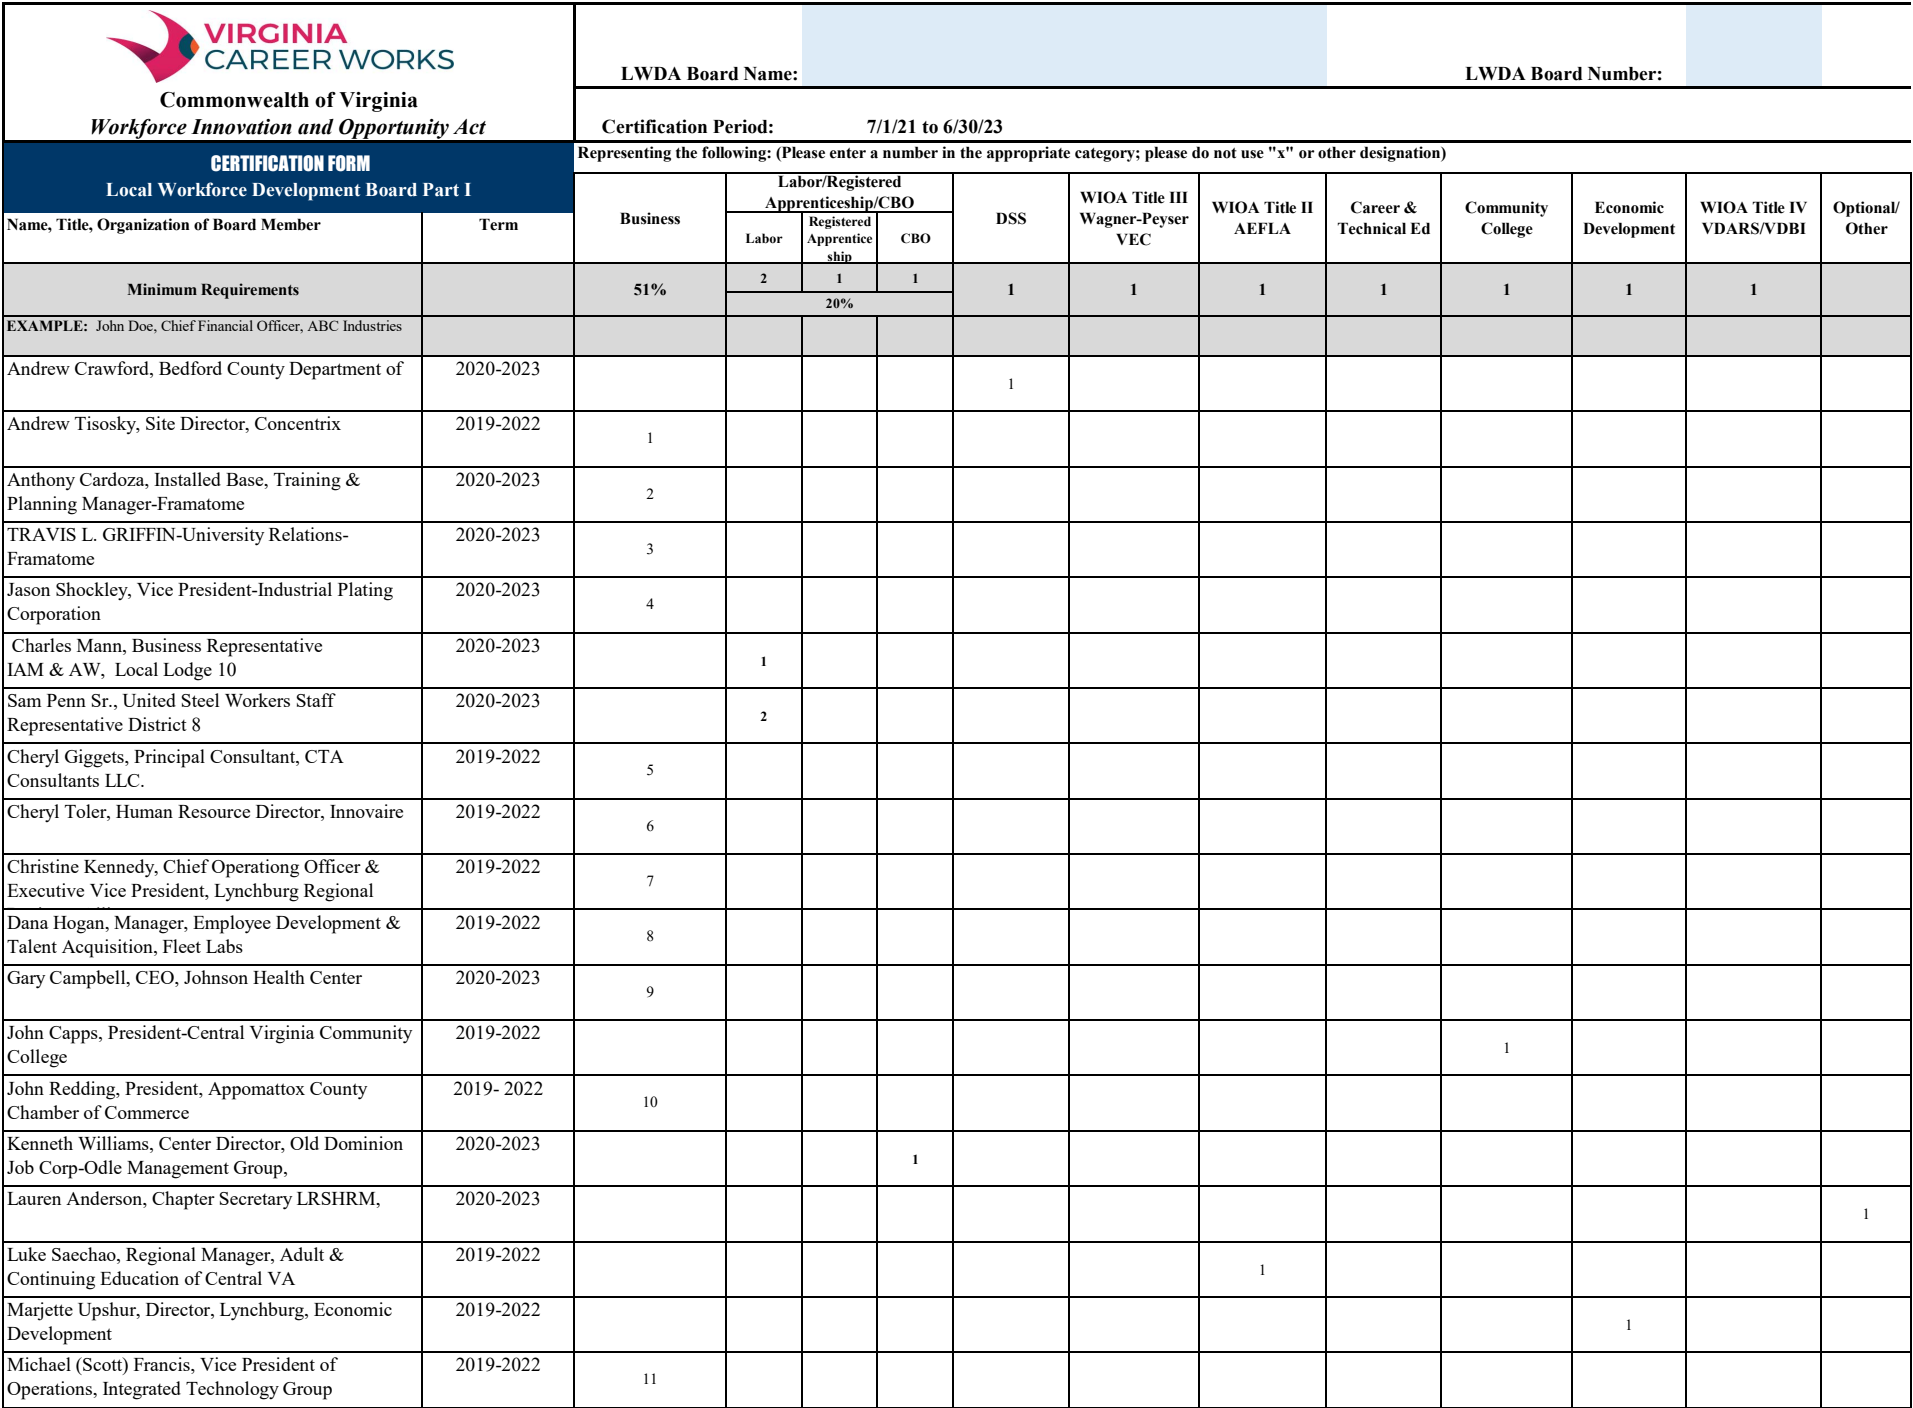 VIRGINIA
CAREER WORKS
Commonwealth of Virginia
Workforce Innovation and Opportunity Act
LWDA Board Name:
LWDA Board Number:
Certification Period: 7/1/21 to 6/30/23
CERTIFICATION FORM
Local Workforce Development Board Part I
Representing the following: (Please enter a number in the appropriate category; please do not use "x" or other designation)
Name, Title, Organization of Board Member
Term
Business
Labor/Registered
Apprenticeship/CBO
Labor
Registered
Apprentice
ship
CBO
DSS
WIOA Title III
Wagner-Peyser
VEC
WIOA Title II
AEFLA
Career &
Technical Ed
Community
College
Economic
Development
WIOA Title IV
VDARS/VDBI
Optional/
Other
Minimum Requirements 51% 2 1 1 1 1 1 1 1 1 1
20%
EXAMPLE: John Doe, Chief Financial Officer, ABC Industries
Andrew Crawford, Bedford County Department of 2020-2023
1
Andrew Tisosky, Site Director, Concentrix 2019-2022
1
Anthony Cardoza, Installed Base, Training & 2020-2023
Planning Manager-Framatome 2
TRAVIS L. GRIFFIN-University Relations- 2020-2023
Framatome 3
Jason Shockley, Vice President-Industrial Plating 2020-2023
Corporation 4
Charles Mann, Business Representative 2020-2023
IAM & AW, Local Lodge 10 1
Sam Penn Sr., United Steel Workers Staff 2020-2023
Representative District 8 2
Cheryl Giggets, Principal Consultant, CTA 2019-2022
Consultants LLC. 5
Cheryl Toler, Human Resource Director, Innovaire 2019-2022
6
Christine Kennedy, Chief Operationg Officer & 2019-2022
Executive Vice President, Lynchburg Regional 7
Dana Hogan, Manager, Employee Development & 2019-2022
Talent Acquisition, Fleet Labs 8
Gary Campbell, CEO, Johnson Health Center 2020-2023
9
John Capps, President-Central Virginia Community 2019-2022
College 1
John Redding, President, Appomattox County 2019- 2022
Chamber of Commerce 10
Kenneth Williams, Center Director, Old Dominion 2020-2023
Job Corp-Odle Management Group, 1
Lauren Anderson, Chapter Secretary LRSHRM, 2020-2023
1
Luke Saechao, Regional Manager, Adult & 2019-2022
Continuing Education of Central VA 1
Marjette Upshur, Director, Lynchburg, Economic 2019-2022
Development 1
Michael (Scott) Francis, Vice President of 2019-2022
Operations, Integrated Technology Group 11